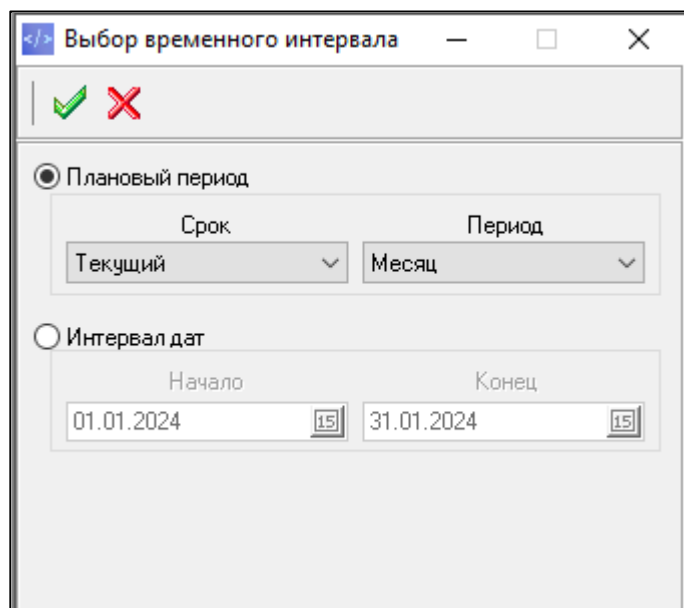 </> Выбор временного интервала
Плановый период
Срок Период
Текущий Месяц
Интервал дат
Начало Конец
01.01.2024 15 31.01.2024 15